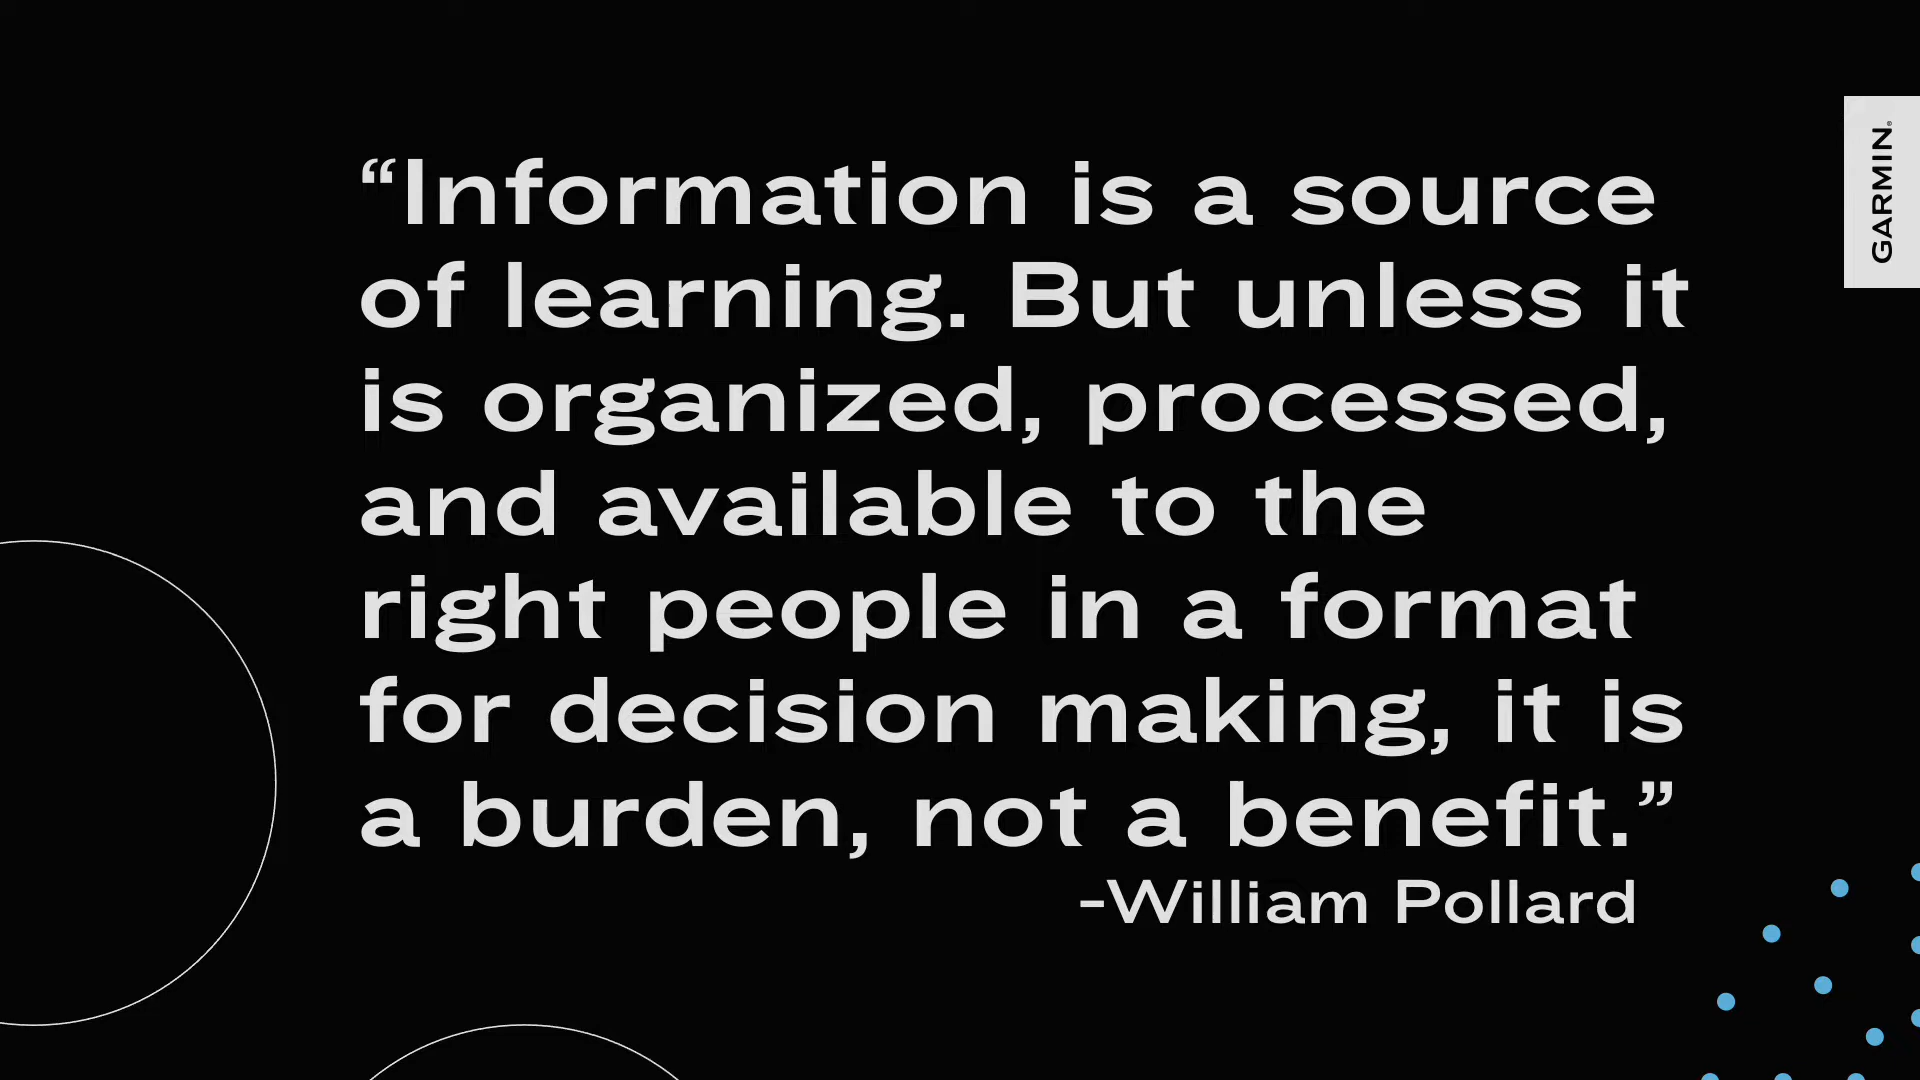 “Information is a source
of learning. But unless it
is organized, processed,
and available to the
right people in a format
for decision making, it is
a burden, not a benefit.”
-William Pollard
GARMIN®